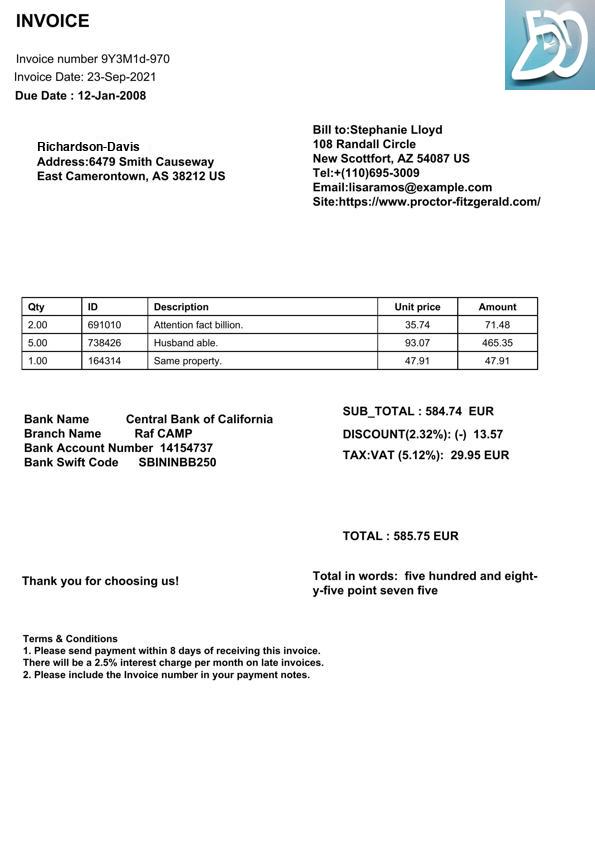 INVOICE
Invoice number 9Y3M1d-970
Invoice Date: 23-Sep-2021
Due Date : 12-Jan-2008
Richardson-Davis
Address:6479 Smith Causeway
East Camerontown, AS 38212 US
Bill to:Stephanie Lloyd
108 Randall Circle
New Scottfort, AZ 54087 US
Tel:+(110)695-3009
Email:lisaramos@example.com
Site:https://www.proctor-fitzgerald.com/
Qty ID Description Unit price Amount
2.00 691010 Attention fact billion. 35.74 71.48
5.00 738426 Husband able. 93.07 465.35
1.00 164314 Same property. 47.91 47.91
Bank Name Central Bank of California
Branch Name Raf CAMP
Bank Account Number 14154737
Bank Swift Code SBININBB250
SUB_TOTAL : 584.74 EUR
DISCOUNT(2.32%): (-) 13.57
TAX:VAT (5.12%): 29.95 EUR
TOTAL : 585.75 EUR
Thank you for choosing us!
Total in words: five hundred and eight-
y-five point seven five
Terms & Conditions
1. Please send payment within 8 days of receiving this invoice.
There will be a 2.5% interest charge per month on late invoices.
2. Please include the Invoice number in your payment notes.